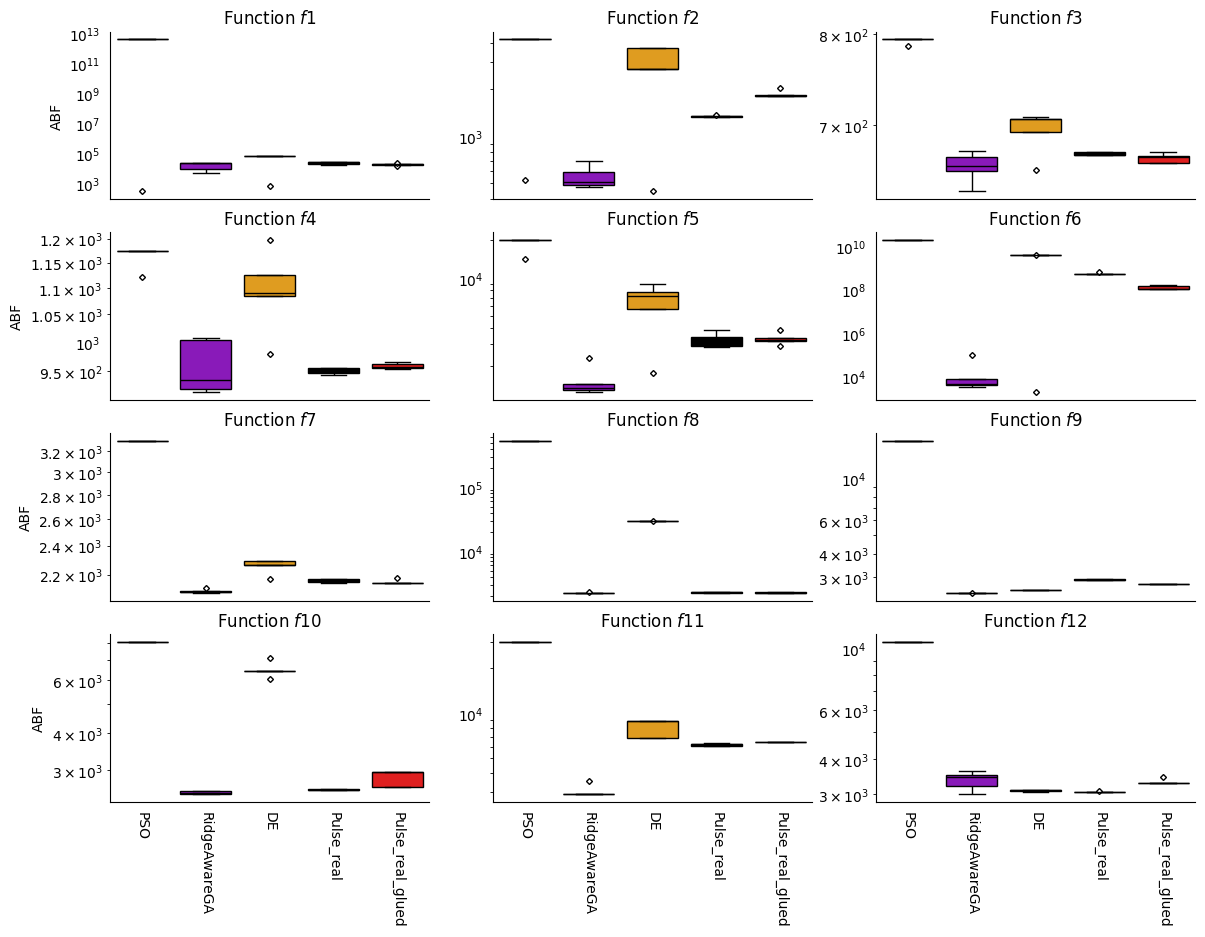 Function f1
Function f2
Function f3
10^13
10^11
10^9
10^7
10^5
10^3
ABF
10^3
8 × 10^2
7 × 10^2
Function f4
Function f5
Function f6
1.2 × 10^3
1.15 × 10^3
1.1 × 10^3
1.05 × 10^3
10^3
9.5 × 10^2
ABF
10^4
10^10
10^8
10^6
10^4
Function f7
Function f8
Function f9
3.2 × 10^3
3 × 10^3
2.8 × 10^3
2.6 × 10^3
2.4 × 10^3
2.2 × 10^3
ABF
10^5
10^4
10^4
6 × 10^3
4 × 10^3
3 × 10^3
Function f10
Function f11
Function f12
6 × 10^3
4 × 10^3
3 × 10^3
ABF
10^4
10^4
6 × 10^3
4 × 10^3
3 × 10^3
PSO
RidgeAwareGA
DE
Pulse_real
Pulse_real_glued
PSO
RidgeAwareGA
DE
Pulse_real
Pulse_real_glued
PSO
RidgeAwareGA
DE
Pulse_real
Pulse_real_glued